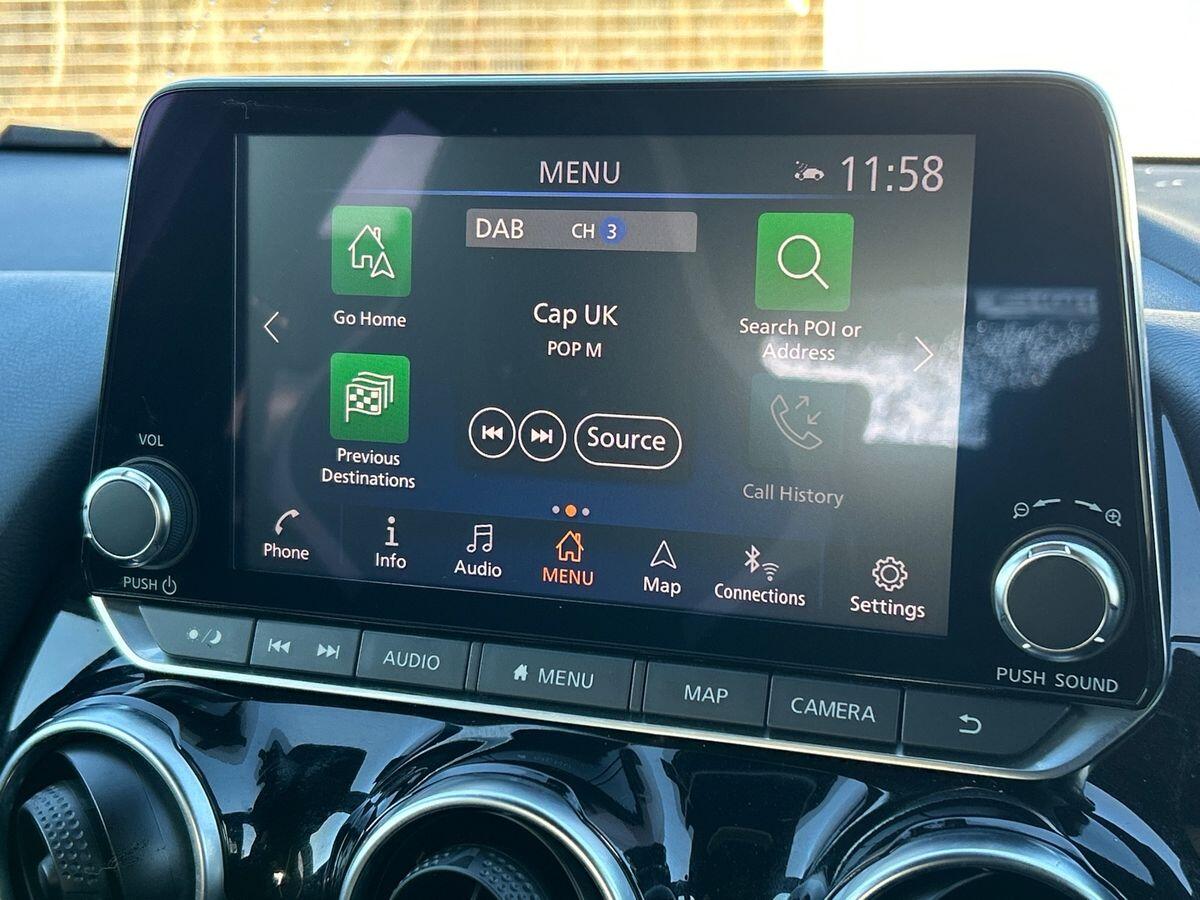 MENU
11:58
DAB CH 3
Go Home
Cap UK
POP M
Search POI or
Address
Previous
Destinations
Source
Call History
Phone
Info
Audio
MENU
Map
Connections
Settings
VOL
PUSH
AUDIO
MENU
MAP
CAMERA
PUSH SOUND